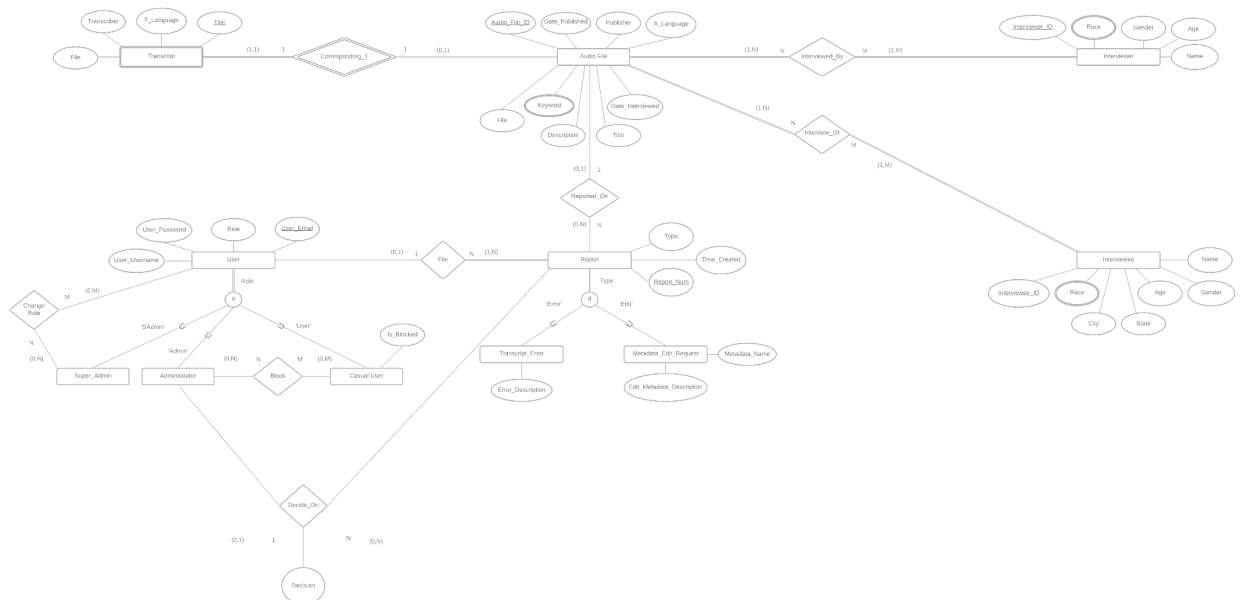 Transcriber
T_Language
Title
File
Transcript
(1,1)
1
Corresponding_T
1
(0,1)
Audio_File_ID
Date_Published
Publisher
A_Language
Audio File
File
Keyword
Description
Title
Date_Interviewed
(1,N)
N
Interviewed_By
M
(1,M)
Interviewer_ID
Race
Gender
Age
Name
Interviewer
(1,N)
N
Interview_Of
M
(1,M)
(0,1)
1
Reported_On
(0,N)
N
User_Password
Role
User_Email
User_Username
User
(0,1)
1
File
N
(1,N)
Report
Type
Time_Created
Report_Num
Interviewee
Name
Interviewee_ID
Race
City
State
Age
Gender
Role
o
Type
d
Change
Role
M
(0,M)
N
(0,N)
'SAdmin'
'Admin'
'User'
'Error'
'Edit'
Is_Blocked
Super_Admin
Administrator
(0,N)
N
Block
M
(0,M)
Casual User
Transcript_Error
Error_Description
Metadata_Edit_Request
Metadata_Name
Edit_Metadata_Description
Decide_On
(0,1)
1
N
(0,N)
Decision